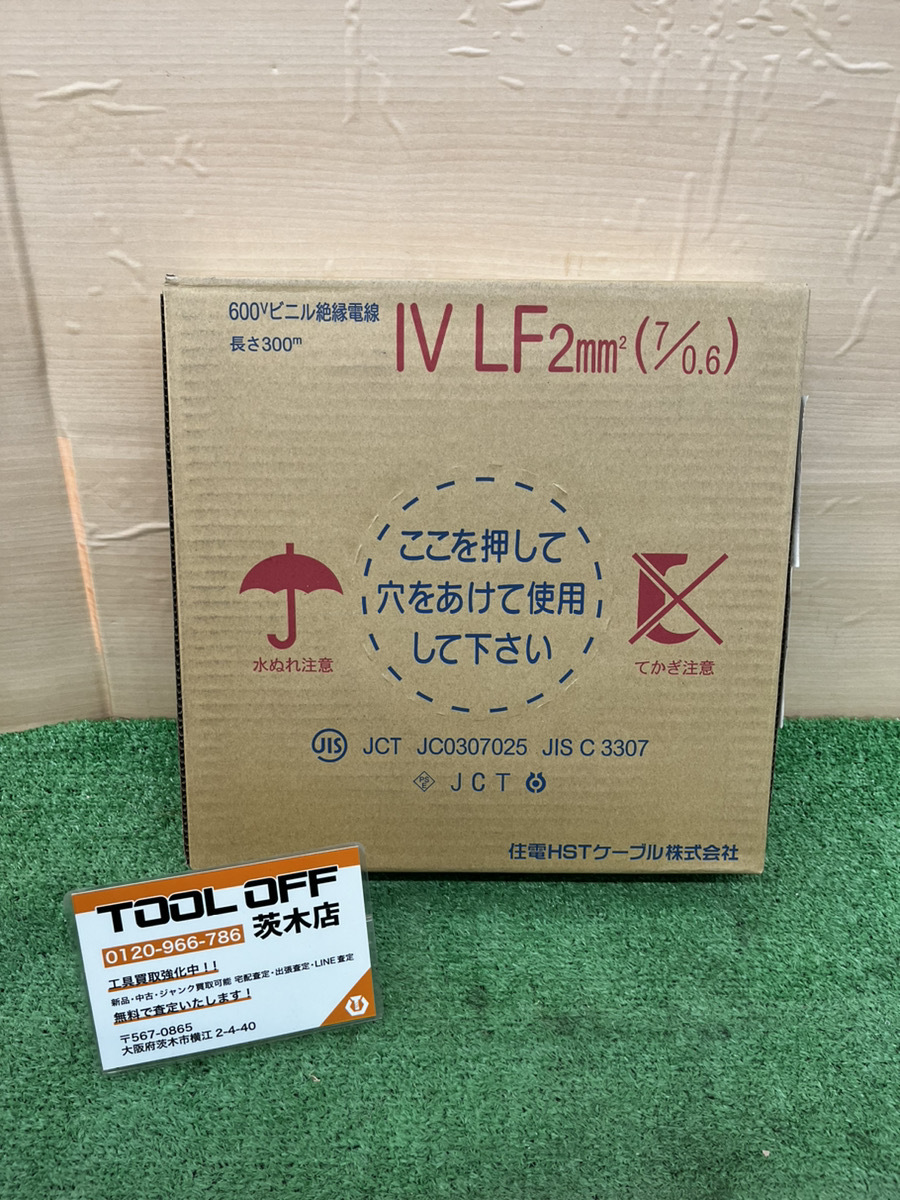 600Vビニル絶縁電線
長さ300m
IV LF 2mm² (7/0.6)
ここを押して
穴をあけて使用
して下さい
水ぬれ注意
てかぎ注意
JIS JCT JC0307025 JIS C 3307
PS E JCT
住電HSTケーブル株式会社
TOOL OFF
0120-966-786 茨木店
工具買取強化中！！
新品・中古・ジャンク買取可能 宅配査定・出張査定・LINE査定
無料で査定いたします！
〒567-0865
大阪府茨木市横江 2-4-40